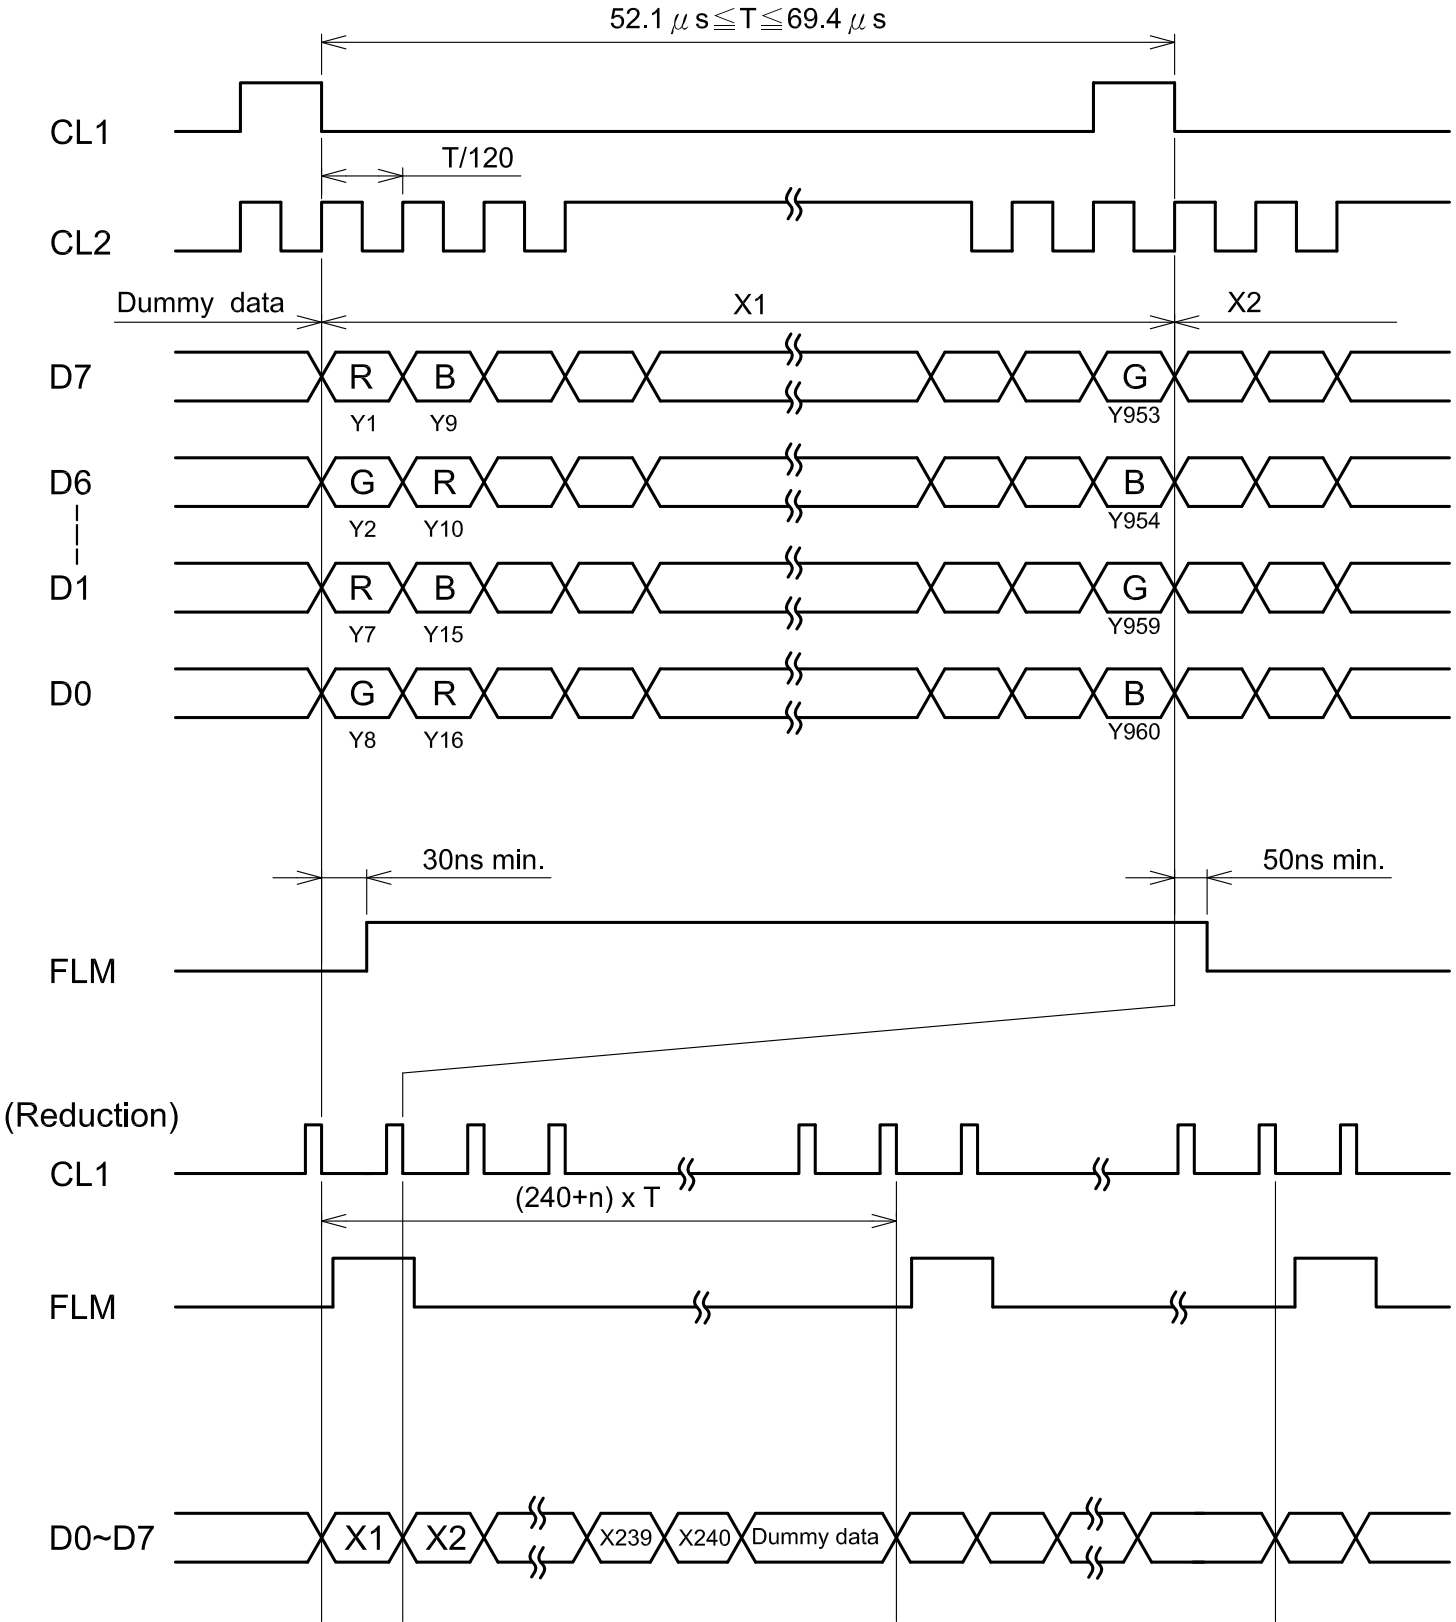 52.1 μs≦T≦69.4 μs
CL1
T/120
CL2
Dummy data X1 X2
D7 R B G
Y1 Y9 Y953
D6 G R B
Y2 Y10 Y954
D1 R B G
Y7 Y15 Y959
D0 G R B
Y8 Y16 Y960
30ns min. 50ns min.
FLM
(Reduction)
CL1
(240+n) x T
FLM
D0~D7 X1 X2 X239 X240 Dummy data